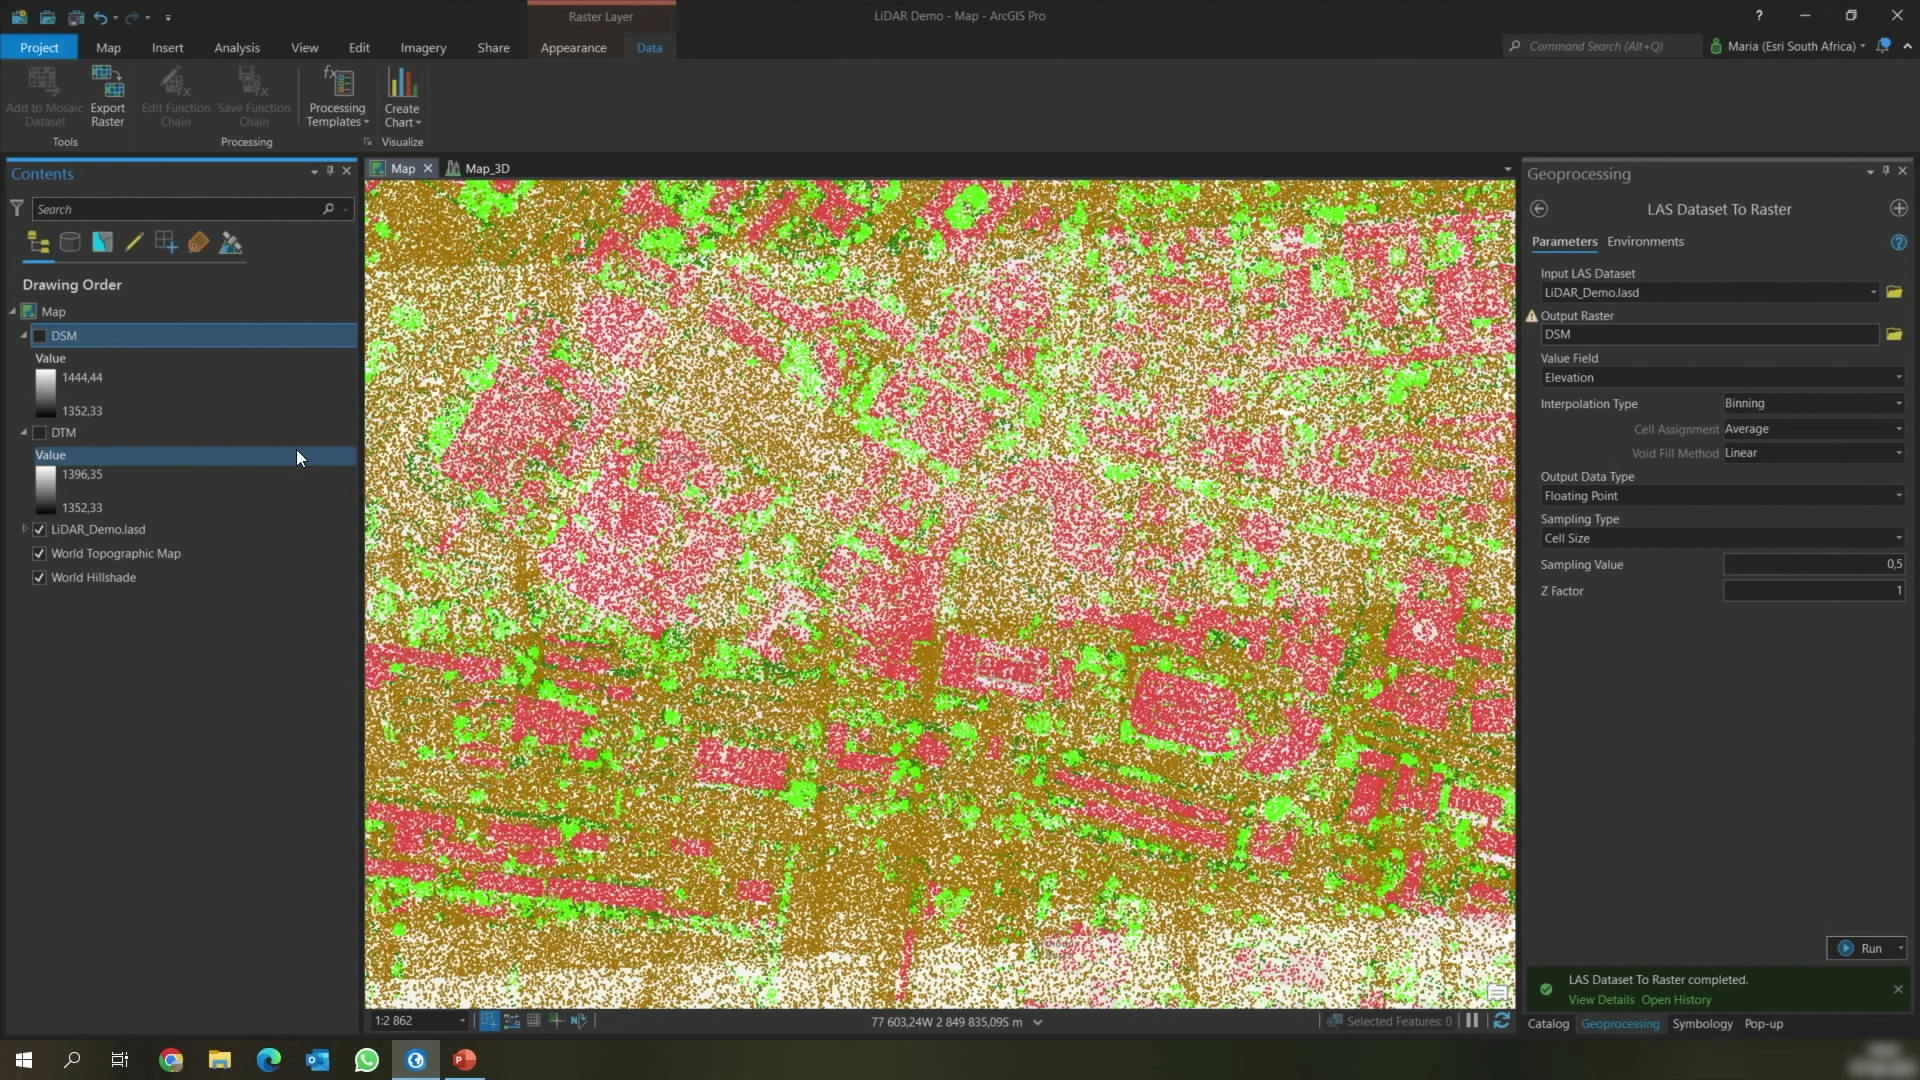 Raster Layer
LiDAR Demo - Map - ArcGIS Pro
?
Project
Map
Insert
Analysis
View
Edit
Imagery
Share
Appearance
Data
Command Search (Alt+Q)
Maria (Esri South Africa)
Add to Mosaic
Dataset
Export
Raster
Edit Function
Chain
Save Function
Chain
Processing
Templates
Create
Chart
Tools
Processing
Visualize
Contents
Search
Drawing Order
Map
DSM
Value
1444,44
1352,33
DTM
Value
1396,35
1352,33
LiDAR_Demo.lasd
World Topographic Map
World Hillshade
Map
Map_3D
1:2 862
77 603,24W 2 849 835,095 m
Selected Features: 0
Geoprocessing
LAS Dataset To Raster
Parameters
Environments
Input LAS Dataset
LiDAR_Demo.lasd
Output Raster
DSM
Value Field
Elevation
Interpolation Type
Binning
Cell Assignment
Average
Void Fill Method
Linear
Output Data Type
Floating Point
Sampling Type
Cell Size
Sampling Value
0,5
Z Factor
1
Run
LAS Dataset To Raster completed.
View Details
Open History
Catalog
Geoprocessing
Symbology
Pop-up